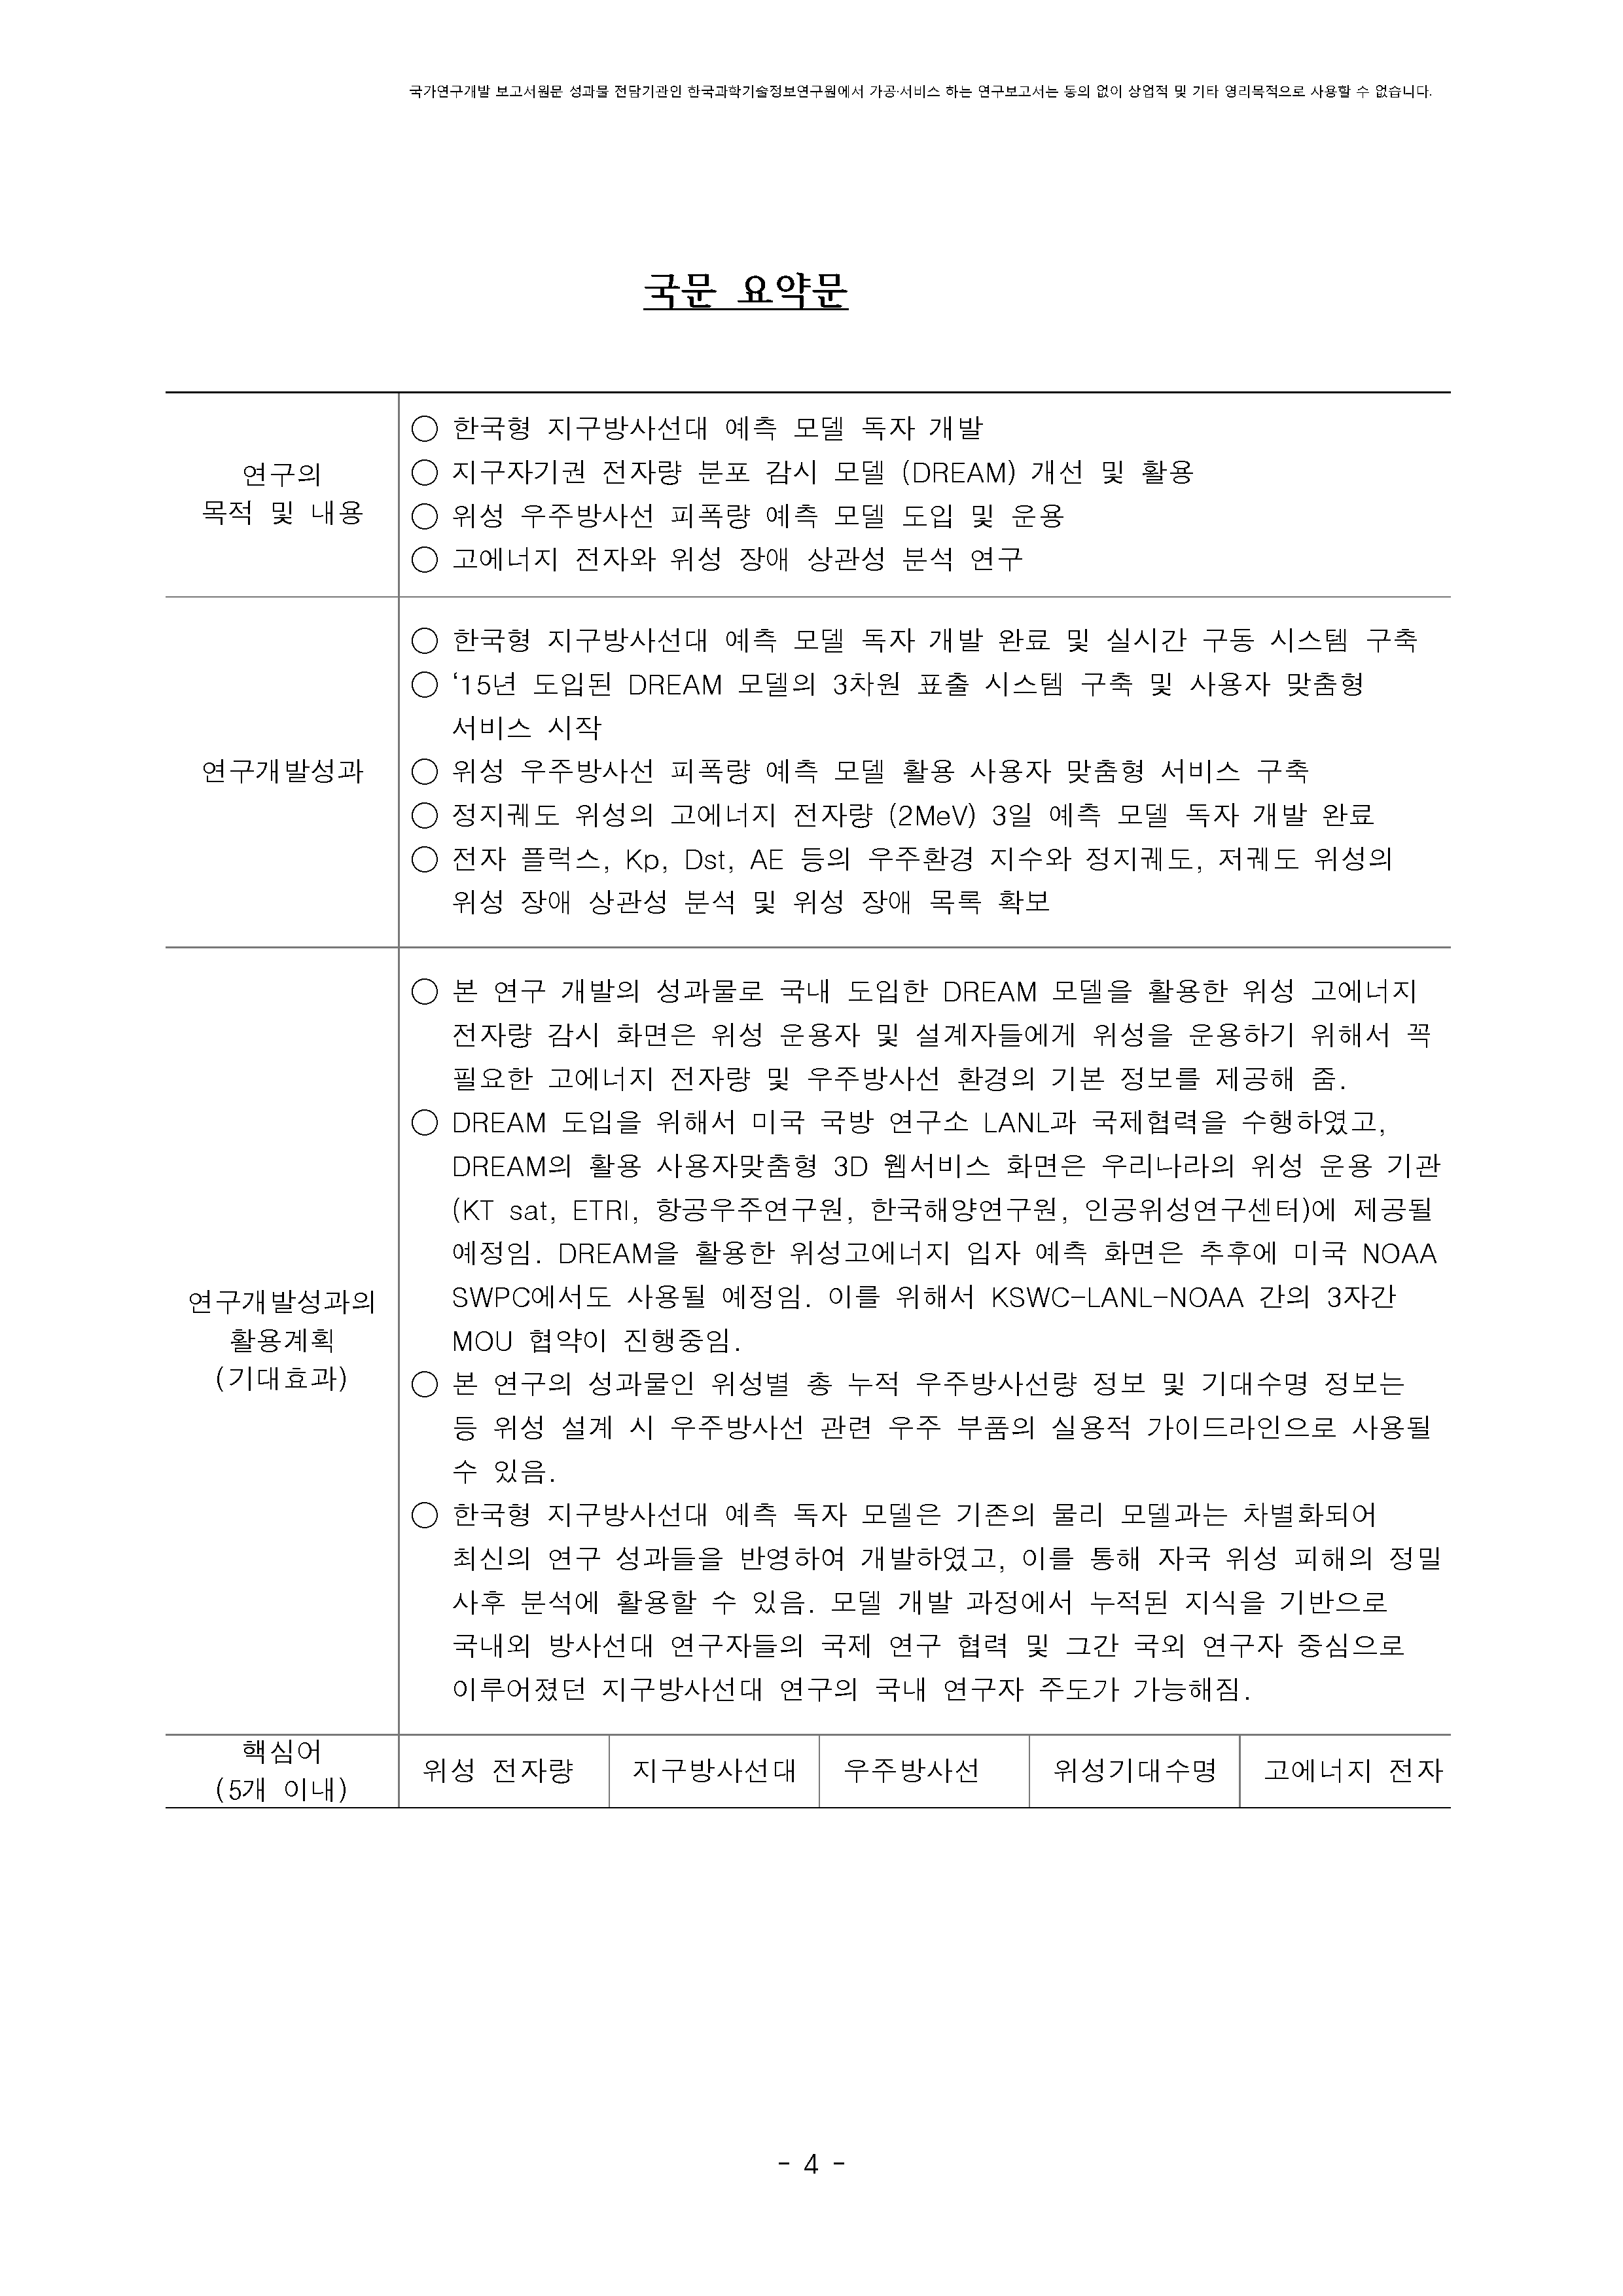 국가연구개발 보고서원문 성과물 전담기관인 한국과학기술정보연구원에서 가공·서비스 하는 연구보고서는 동의 없이 상업적 및 기타 영리목적으로 사용할 수 없습니다.
국문 요약문
연구의
목적 및 내용
○ 한국형 지구방사선대 예측 모델 독자 개발
○ 지구자기권 전자량 분포 감시 모델 (DREAM) 개선 및 활용
○ 위성 우주방사선 피폭량 예측 모델 도입 및 운용
○ 고에너지 전자와 위성 장애 상관성 분석 연구
연구개발성과
○ 한국형 지구방사선대 예측 모델 독자 개발 완료 및 실시간 구동 시스템 구축
○ ‘15년 도입된 DREAM 모델의 3차원 표출 시스템 구축 및 사용자 맞춤형
서비스 시작
○ 위성 우주방사선 피폭량 예측 모델 활용 사용자 맞춤형 서비스 구축
○ 정지궤도 위성의 고에너지 전자량 (2MeV) 3일 예측 모델 독자 개발 완료
○ 전자 플럭스, Kp, Dst, AE 등의 우주환경 지수와 정지궤도, 저궤도 위성의
위성 장애 상관성 분석 및 위성 장애 목록 확보
연구개발성과의
활용계획
(기대효과)
○ 본 연구 개발의 성과물로 국내 도입한 DREAM 모델을 활용한 위성 고에너지
전자량 감시 화면은 위성 운용자 및 설계자들에게 위성을 운용하기 위해서 꼭
필요한 고에너지 전자량 및 우주방사선 환경의 기본 정보를 제공해 줌.
○ DREAM 도입을 위해서 미국 국방 연구소 LANL과 국제협력을 수행하였고,
DREAM의 활용 사용자맞춤형 3D 웹서비스 화면은 우리나라의 위성 운용 기관
(KT sat, ETRI, 항공우주연구원, 한국해양연구원, 인공위성연구센터)에 제공될
예정임. DREAM을 활용한 위성고에너지 입자 예측 화면은 추후에 미국 NOAA
SWPC에서도 사용될 예정임. 이를 위해서 KSWC-LANL-NOAA 간의 3자간
MOU 협약이 진행중임.
○ 본 연구의 성과물인 위성별 총 누적 우주방사선량 정보 및 기대수명 정보는
등 위성 설계 시 우주방사선 관련 우주 부품의 실용적 가이드라인으로 사용될
수 있음.
○ 한국형 지구방사선대 예측 독자 모델은 기존의 물리 모델과는 차별화되어
최신의 연구 성과들을 반영하여 개발하였고, 이를 통해 자국 위성 피해의 정밀
사후 분석에 활용할 수 있음. 모델 개발 과정에서 누적된 지식을 기반으로
국내외 방사선대 연구자들의 국제 연구 협력 및 그간 국외 연구자 중심으로
이루어졌던 지구방사선대 연구의 국내 연구자 주도가 가능해짐.
핵심어
(5개 이내)
위성 전자량 지구방사선대 우주방사선 위성기대수명 고에너지 전자
- 4 -